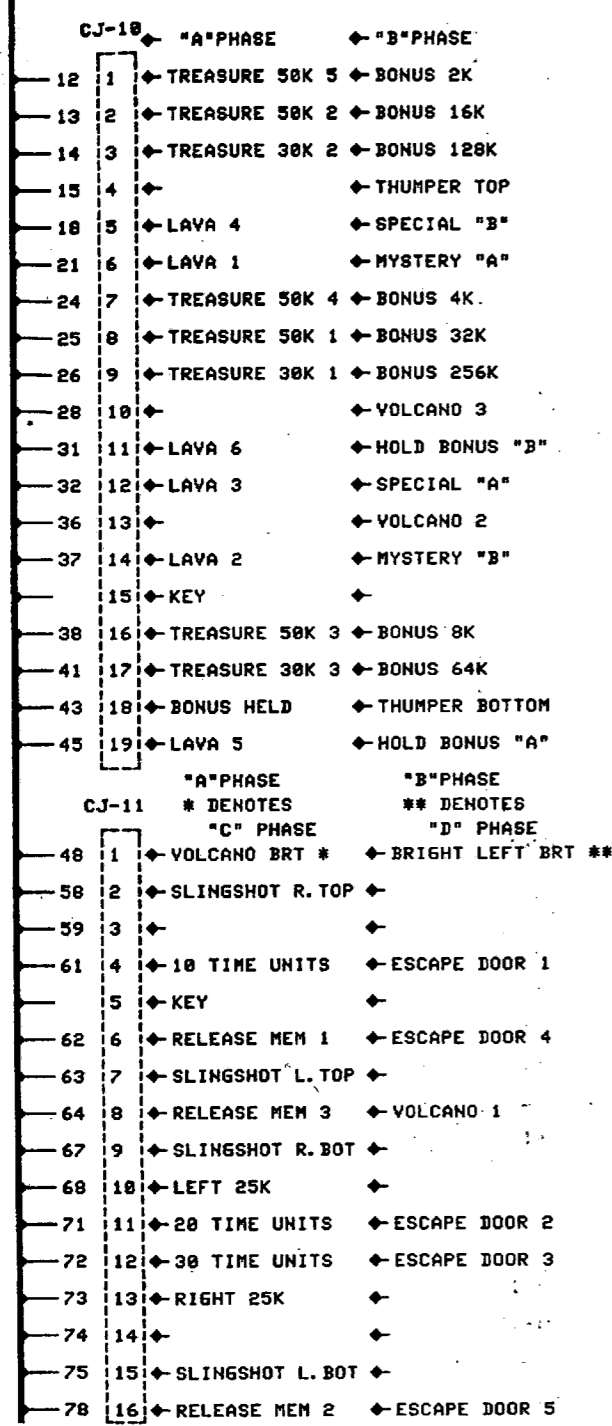 CJ-10 "A"PHASE "B"PHASE
12 1 TREASURE 50K 5 BONUS 2K
13 2 TREASURE 50K 2 BONUS 16K
14 3 TREASURE 30K 2 BONUS 128K
15 4 THUMPER TOP
18 5 LAVA 4 SPECIAL "B"
21 6 LAVA 1 MYSTERY "A"
24 7 TREASURE 50K 4 BONUS 4K
25 8 TREASURE 50K 1 BONUS 32K
26 9 TREASURE 30K 1 BONUS 256K
28 10 VOLCANO 3
31 11 LAVA 6 HOLD BONUS "B"
32 12 LAVA 3 SPECIAL "A"
36 13 VOLCANO 2
37 14 LAVA 2 MYSTERY "B"
15 KEY
38 16 TREASURE 50K 3 BONUS 8K
41 17 TREASURE 30K 3 BONUS 64K
43 18 BONUS HELD THUMPER BOTTOM
45 19 LAVA 5 HOLD BONUS "A"
"A"PHASE "B"PHASE
CJ-11 * DENOTES ** DENOTES
"C" PHASE "D" PHASE
48 1 VOLCANO BRT * BRIGHT LEFT BRT **
58 2 SLINGSHOT R.TOP
59 3
61 4 10 TIME UNITS ESCAPE DOOR 1
5 KEY
62 6 RELEASE MEM 1 ESCAPE DOOR 4
63 7 SLINGSHOT L.TOP
64 8 RELEASE MEM 3 VOLCANO 1
67 9 SLINGSHOT R.BOT
68 10 LEFT 25K
71 11 20 TIME UNITS ESCAPE DOOR 2
72 12 30 TIME UNITS ESCAPE DOOR 3
73 13 RIGHT 25K
74 14
75 15 SLINGSHOT L.BOT
78 16 RELEASE MEM 2 ESCAPE DOOR 5